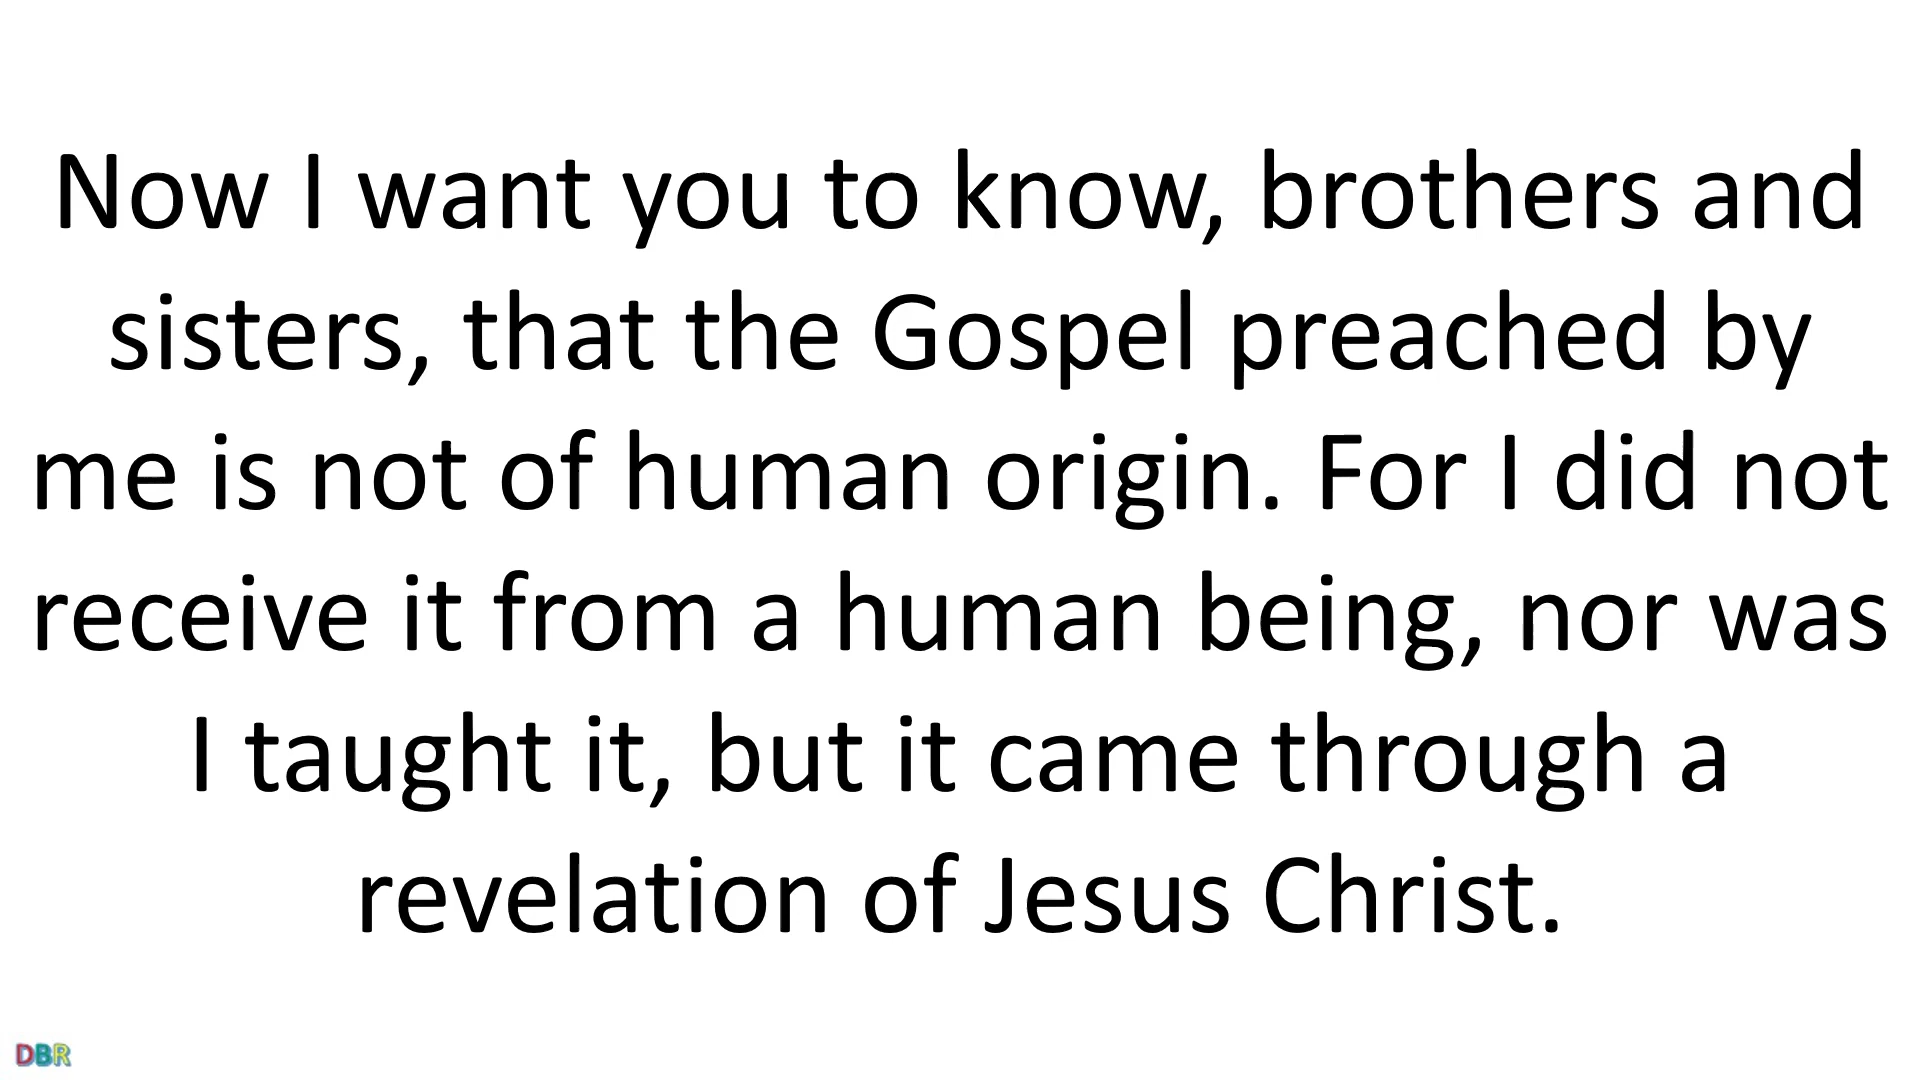 Now I want you to know, brothers and
sisters, that the Gospel preached by
me is not of human origin. For I did not
receive it from a human being, nor was
I taught it, but it came through a
revelation of Jesus Christ.
DBR